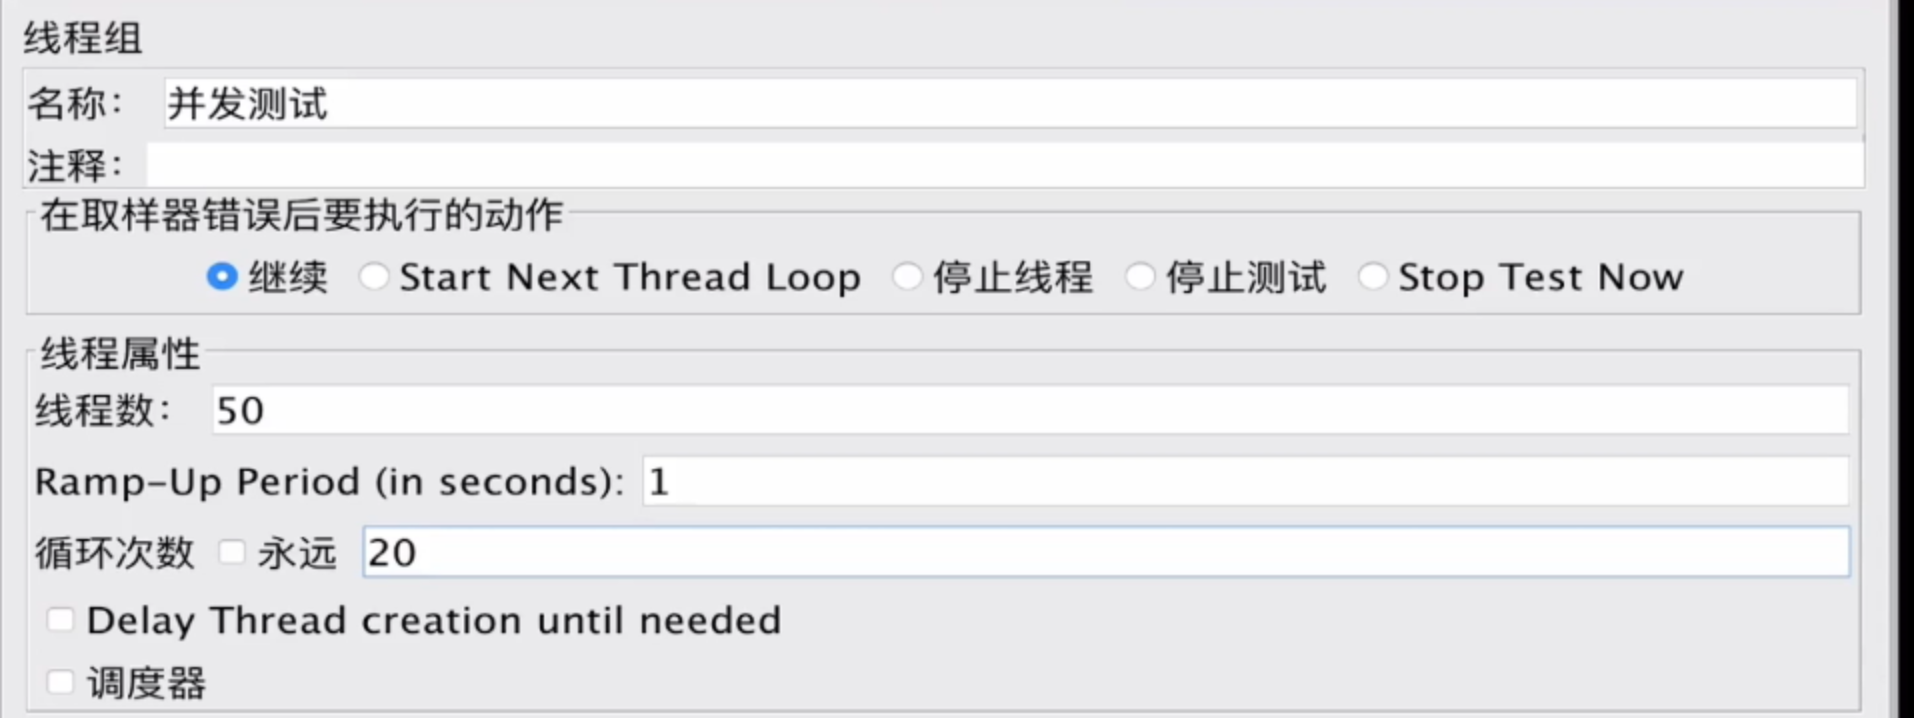 线程组
名称： 并发测试
注释：
在取样器错误后要执行的动作
继续 Start Next Thread Loop 停止线程 停止测试 Stop Test Now
线程属性
线程数： 50
Ramp-Up Period (in seconds): 1
循环次数 永远 20
Delay Thread creation until needed
调度器